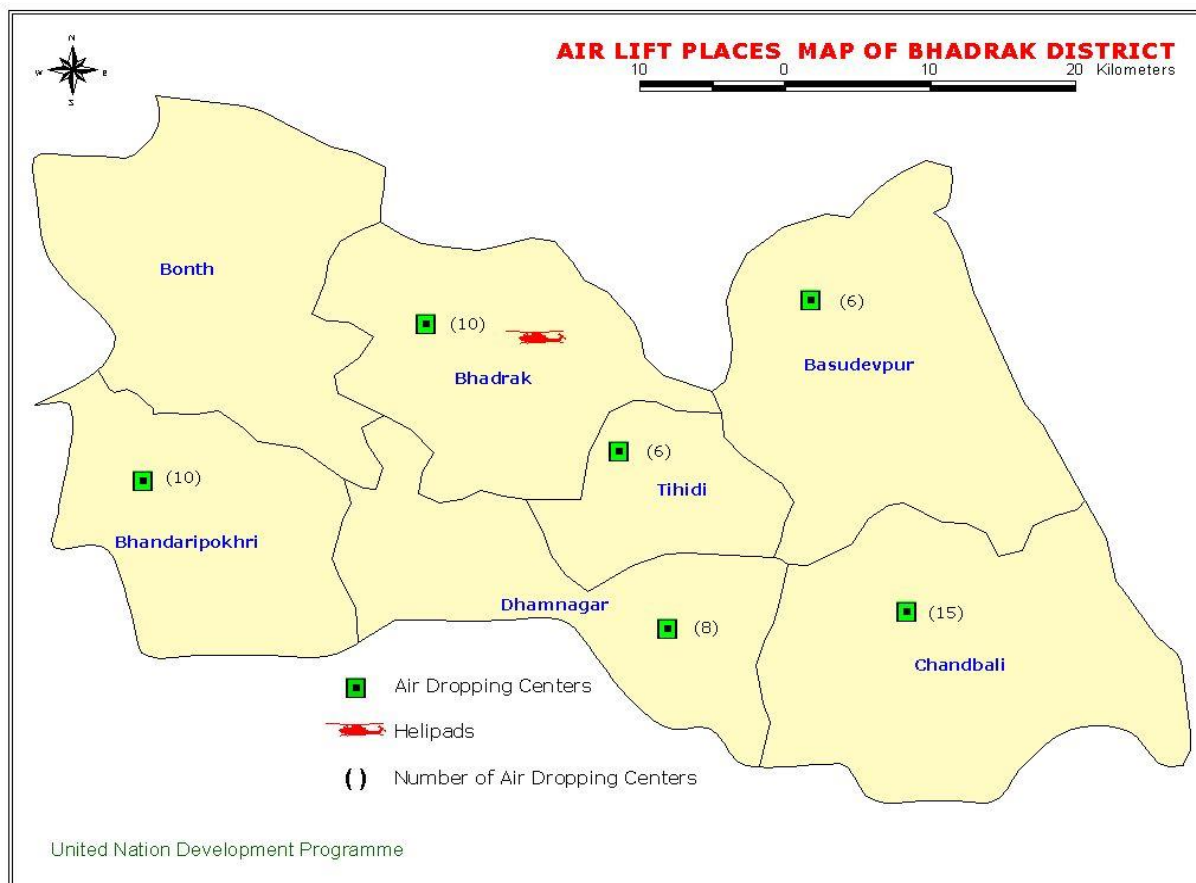 AIR LIFT PLACES MAP OF BHADRAK DISTRICT
N
W E
S
10 0 10 20 Kilometers
Bonth
(10)
Bhadrak
(6)
Basudevpur
(10)
Bhandaripokhri
(6)
Tihidi
Dhamnagar
(8)
(15)
Chandbali
Air Dropping Centers
Helipads
( ) Number of Air Dropping Centers
United Nation Development Programme